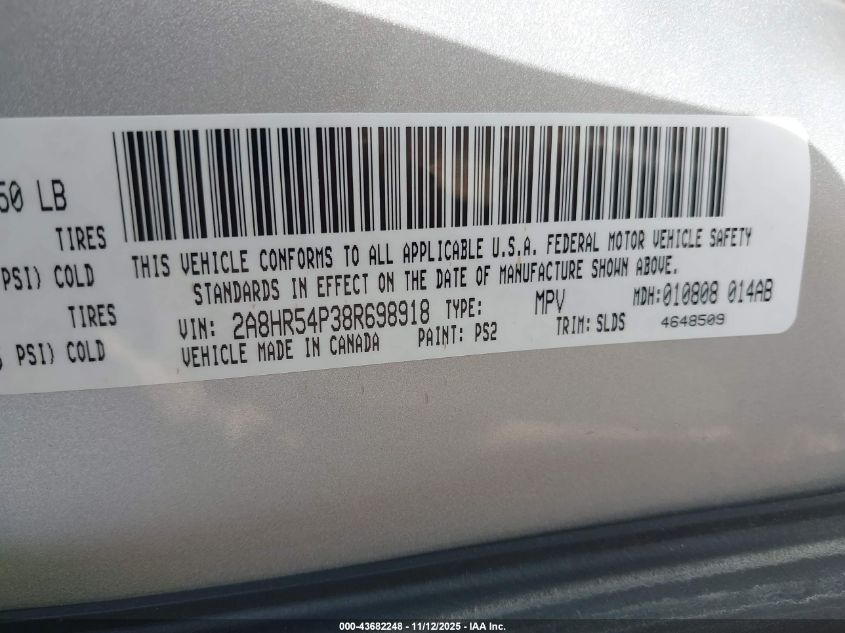 50 LB
TIRES
PSI) COLD
TIRES
PSI) COLD
THIS VEHICLE CONFORMS TO ALL APPLICABLE U.S.A. FEDERAL MOTOR VEHICLE SAFETY
STANDARDS IN EFFECT ON THE DATE OF MANUFACTURE SHOWN ABOVE.
VIN: 2A8HR54P38R698918 TYPE: MPV MDH:010808 014AB
VEHICLE MADE IN CANADA PAINT: PS2 TRIM: SLDS 4648509
000-43682248 - 11/12/2025 - IAA Inc.